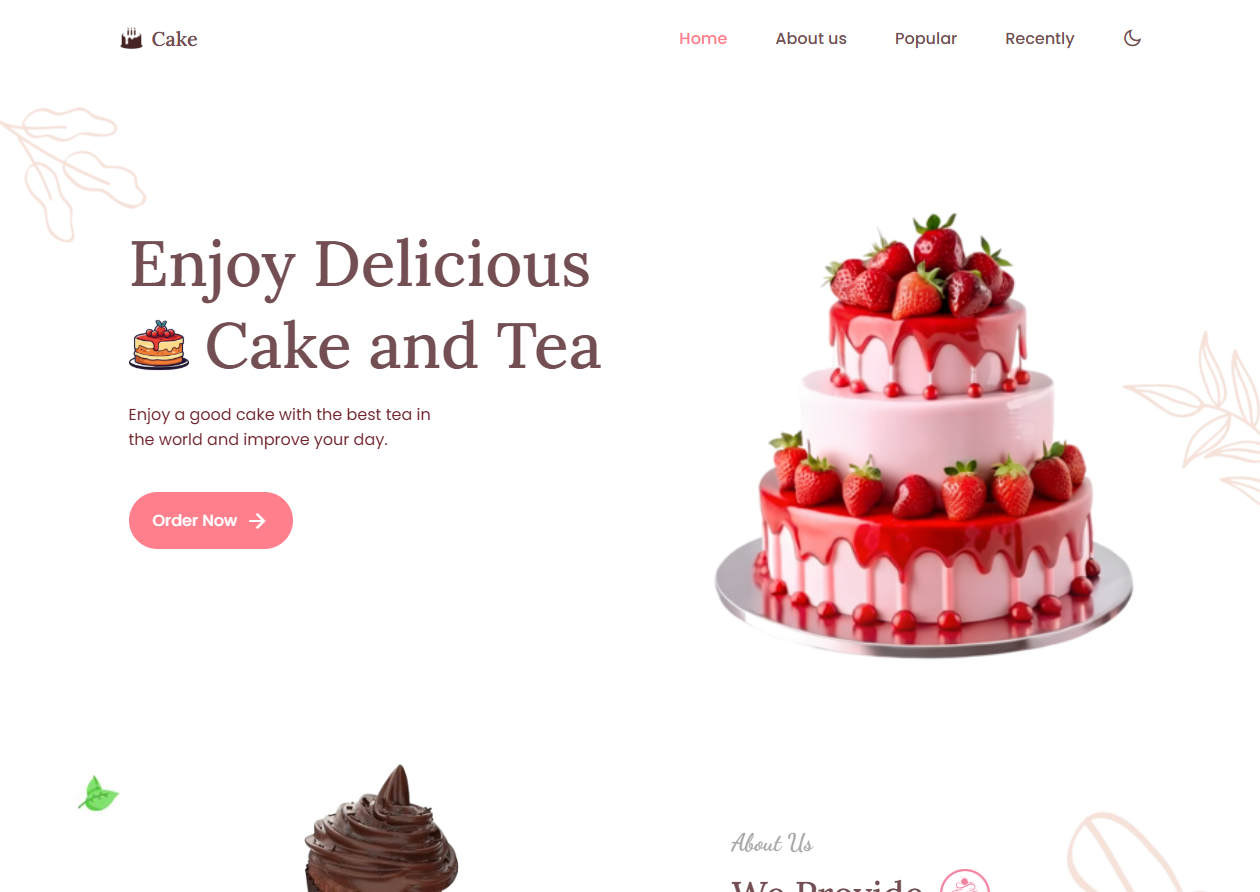 Cake
Home
About us
Popular
Recently
Enjoy Delicious
Cake and Tea
Enjoy a good cake with the best tea in
the world and improve your day.
Order Now
About Us
We Provide